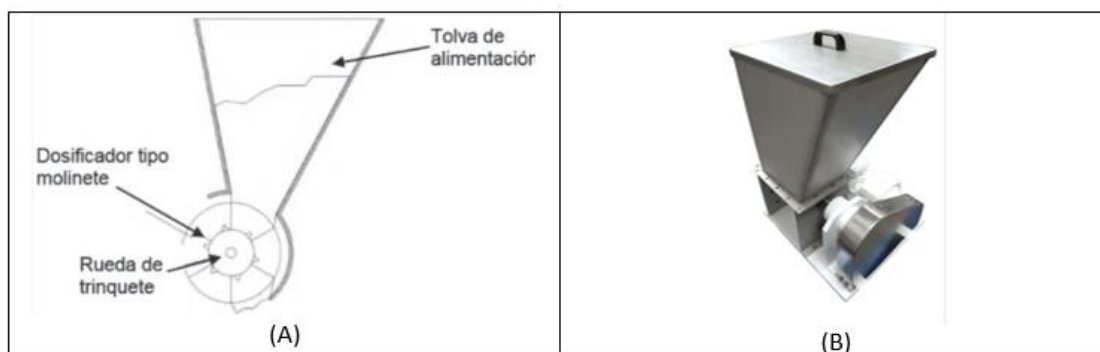 Tolva de
alimentación
Dosificador tipo
molinete
Rueda de
trinquete
(A)
(B)